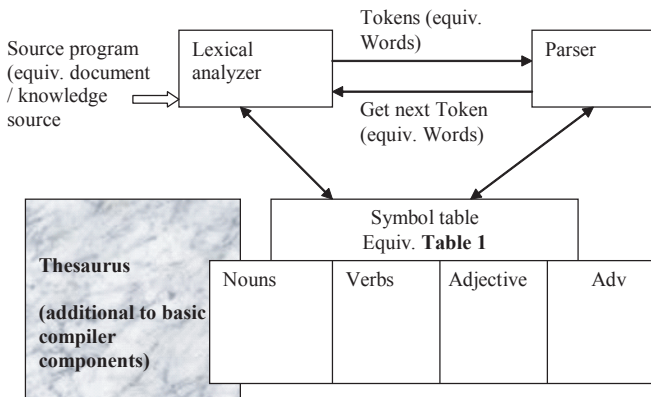 Source program
(equiv. document
/ knowledge
source
Lexical
analyzer
Tokens (equiv.
Words)
Get next Token
(equiv. Words)
Parser
Symbol table
Equiv. Table 1
Thesaurus
(additional to basic
compiler
components)
Nouns
Verbs
Adjective
Adv